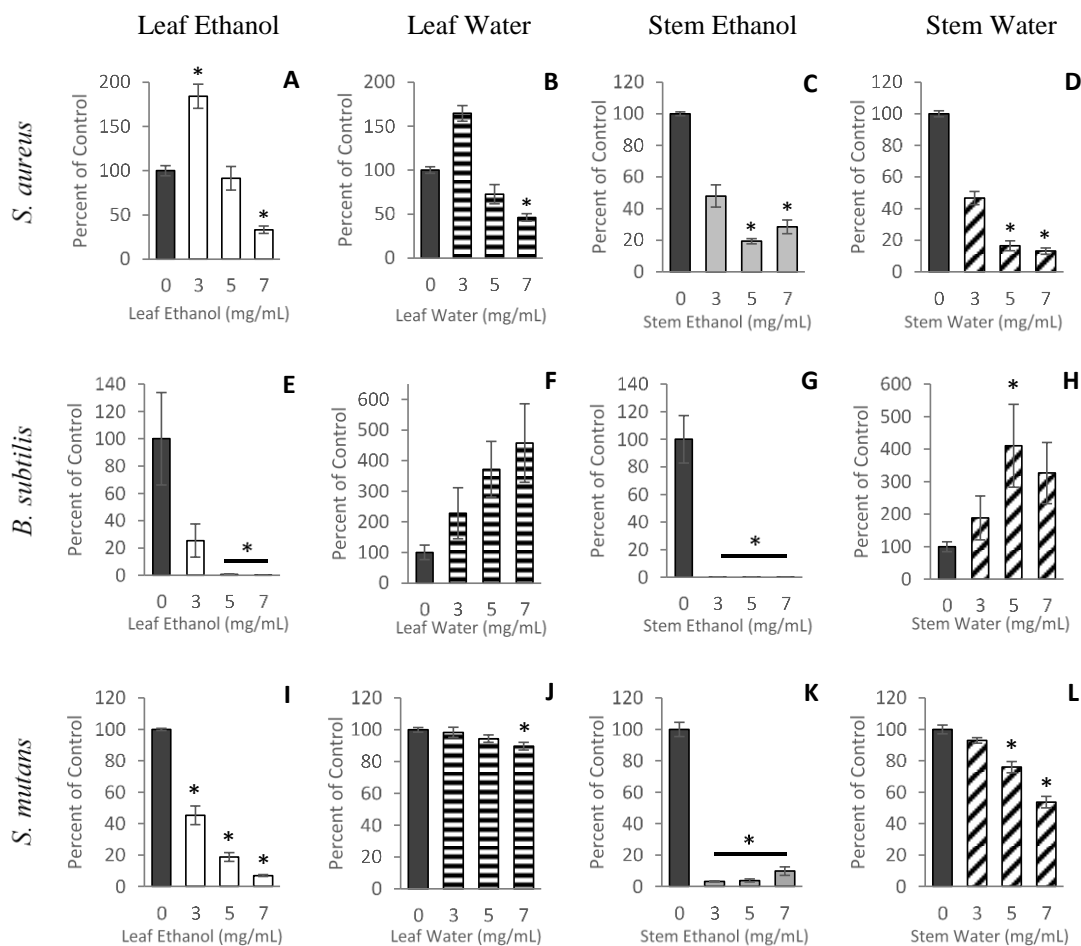 Leaf Ethanol
Leaf Water
Stem Ethanol
Stem Water
S. aureus
A
Percent of Control
200
150
100
50
0
* *
0 3 5 7
Leaf Ethanol (mg/mL)
B
Percent of Control
200
150
100
50
0
*
0 3 5 7
Leaf Water (mg/mL)
C
Percent of Control
120
100
80
60
40
20
0
* *
0 3 5 7
Stem Ethanol (mg/mL)
D
Percent of Control
120
100
80
60
40
20
0
* *
0 3 5 7
Stem Water (mg/mL)
B. subtilis
E
Percent of Control
140
120
100
80
60
40
20
0
*
0 3 5 7
Leaf Ethanol (mg/mL)
F
Percent of Control
600
500
400
300
200
100
0
0 3 5 7
Leaf Water (mg/mL)
G
Percent of Control
140
120
100
80
60
40
20
0
*
0 3 5 7
Stem Ethanol (mg/mL)
H
Percent of Control
600
500
400
300
200
100
0
*
0 3 5 7
Stem Water (mg/mL)
S. mutans
I
Percent of Control
120
100
80
60
40
20
0
* * *
0 3 5 7
Leaf Ethanol (mg/mL)
J
Percent of Control
120
100
80
60
40
20
0
*
0 3 5 7
Leaf Water (mg/mL)
K
Percent of Control
120
100
80
60
40
20
0
*
0 3 5 7
Stem Ethanol (mg/mL)
L
Percent of Control
120
100
80
60
40
20
0
* *
0 3 5 7
Stem Water (mg/mL)